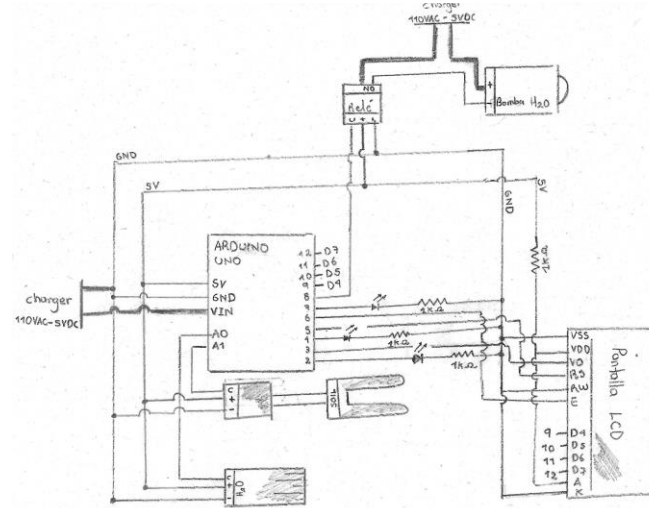 charger
110VAC-5VDC
NO
Relé
C + -
+
-
Bomba H2O
GND
5V
GND
5V
ARDUINO
UNO
12 D7
11 D6
10 D5
9 D4
8
7
6
5
4
3
2
5V
GND
VIN
A0
A1
charger
110VAC-5VDC
1kΩ
1kΩ
1kΩ
1kΩ
VSS
VDD
VO
RS
RW
E
9 D4
10 D5
11 D6
12 D7
A
K
Pantalla LCD
C
+
-
SOIL
C
+
-
H2O